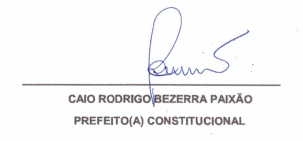 CAIO RODRIGO BEZERRA PAIXÃO
PREFEITO(A) CONSTITUCIONAL